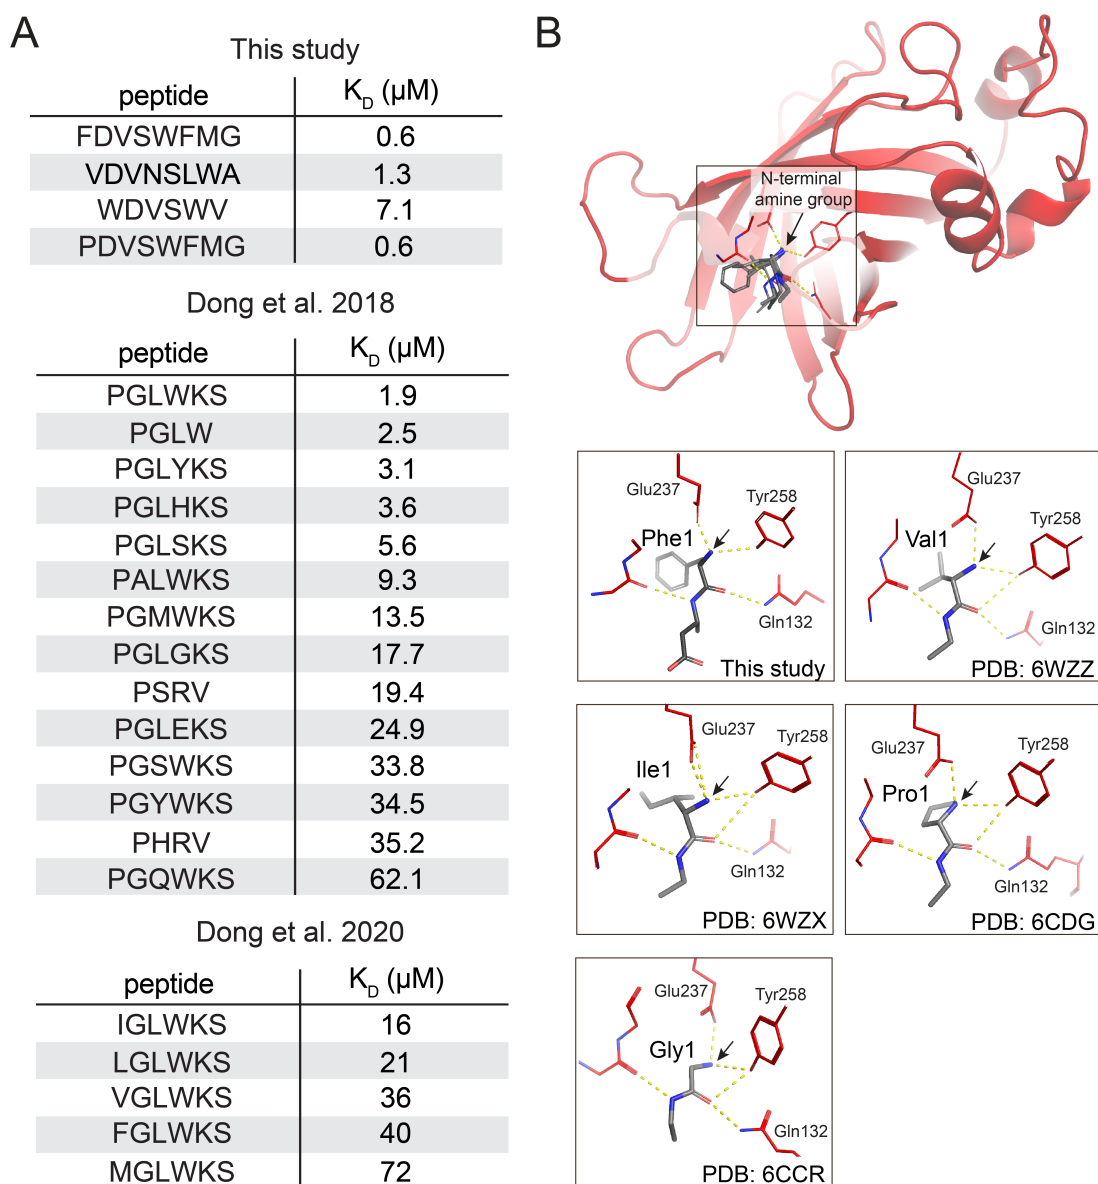 A
This study
peptide K_D (µM)
FDVSWFMG 0.6
VDVNSLWA 1.3
WDVSWV 7.1
PDVSWFMG 0.6
Dong et al. 2018
peptide K_D (µM)
PGLWKS 1.9
PGLW 2.5
PGLYKS 3.1
PGLHKS 3.6
PGLSKS 5.6
PALWKS 9.3
PGMWKS 13.5
PGLGKS 17.7
PSRV 19.4
PGLEKS 24.9
PGSWKS 33.8
PGYWKS 34.5
PHRV 35.2
PGQWKS 62.1
Dong et al. 2020
peptide K_D (µM)
IGLWKS 16
LGLWKS 21
VGLWKS 36
FGLWKS 40
MGLWKS 72
B
N-terminal
amine group
Glu237
Tyr258
Phe1
Gln132
This study
Glu237
Tyr258
Val1
Gln132
PDB: 6WZZ
Glu237
Tyr258
Ile1
Gln132
PDB: 6WZX
Glu237
Tyr258
Pro1
Gln132
PDB: 6CDG
Glu237
Tyr258
Gly1
Gln132
PDB: 6CCR